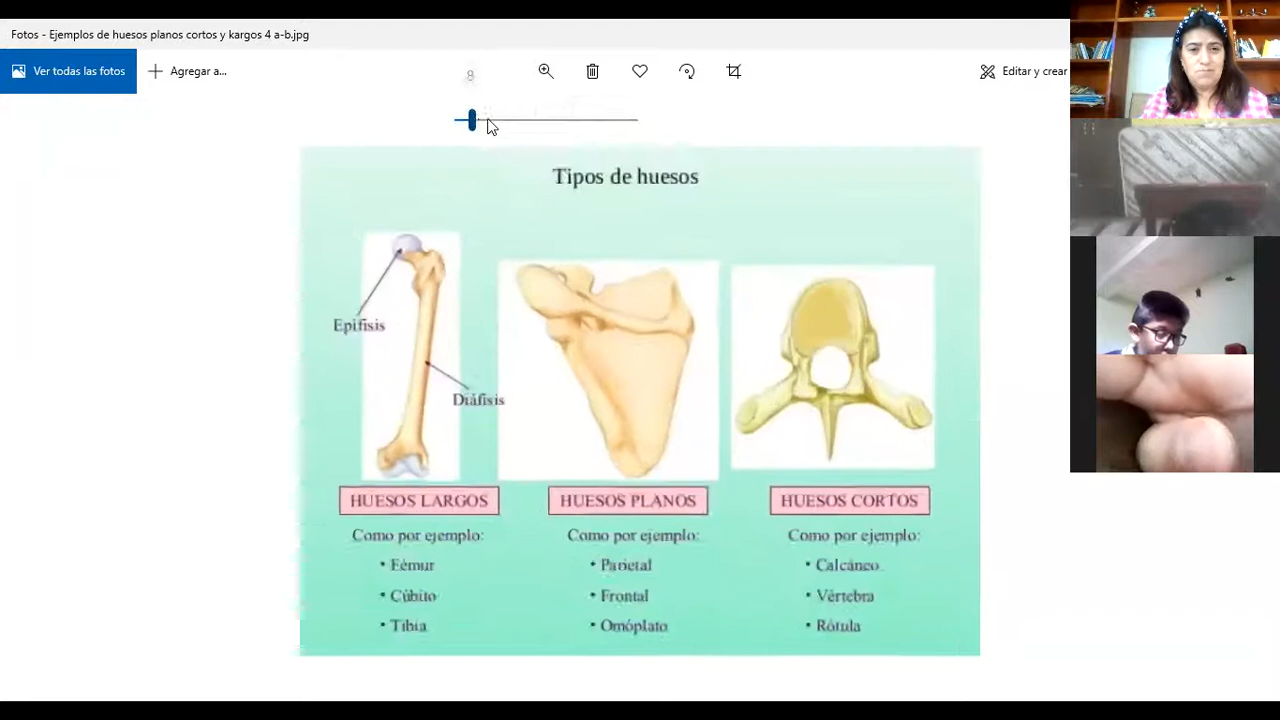 Fotos - Ejemplos de huesos planos cortos y kargos 4 a-b.jpg
Ver todas las fotos
Agregar a...
9
Editar y crear
Tipos de huesos
Epífisis
Diáfisis
HUESOS LARGOS
Como por ejemplo:
• Fémur
• Cúbito
• Tibia
HUESOS PLANOS
Como por ejemplo:
• Parietal
• Frontal
• Omóplato
HUESOS CORTOS
Como por ejemplo:
• Calcáneo
• Vértebra
• Rótula